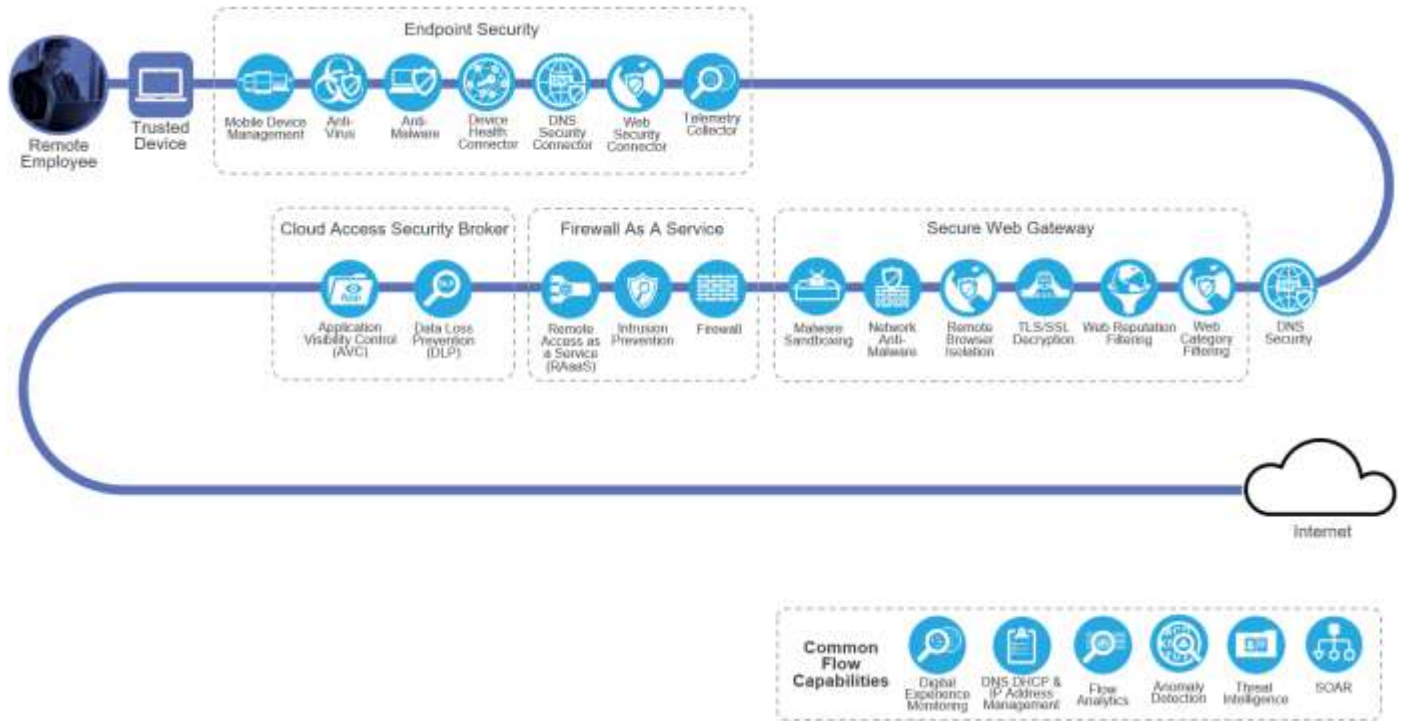 Endpoint Security
Remote
Employee
Trusted
Device
Mobile Device
Management
Anti-
Virus
Anti-
Malware
Device
Health
Connector
DNS
Security
Connector
Web
Security
Connector
Telemetry
Collector
Cloud Access Security Broker
Application
Visibility Control
(AVC)
Data Loss
Prevention
(DLP)
Firewall As A Service
Remote
Access as
a Service
(RAaaS)
Intrusion
Prevention
Firewall
Secure Web Gateway
Malware
Sandboxing
Network
Anti-
Malware
Remote
Browser
Isolation
TLS/SSL
Decryption
Web Reputation
Filtering
Web
Category
Filtering
DNS
Security
Internet
Common
Flow
Capabilities
Digital
Experience
Monitoring
DNS DHCP &
IP Address
Management
Flow
Analytics
Anomaly
Detection
Threat
Intelligence
SOAR